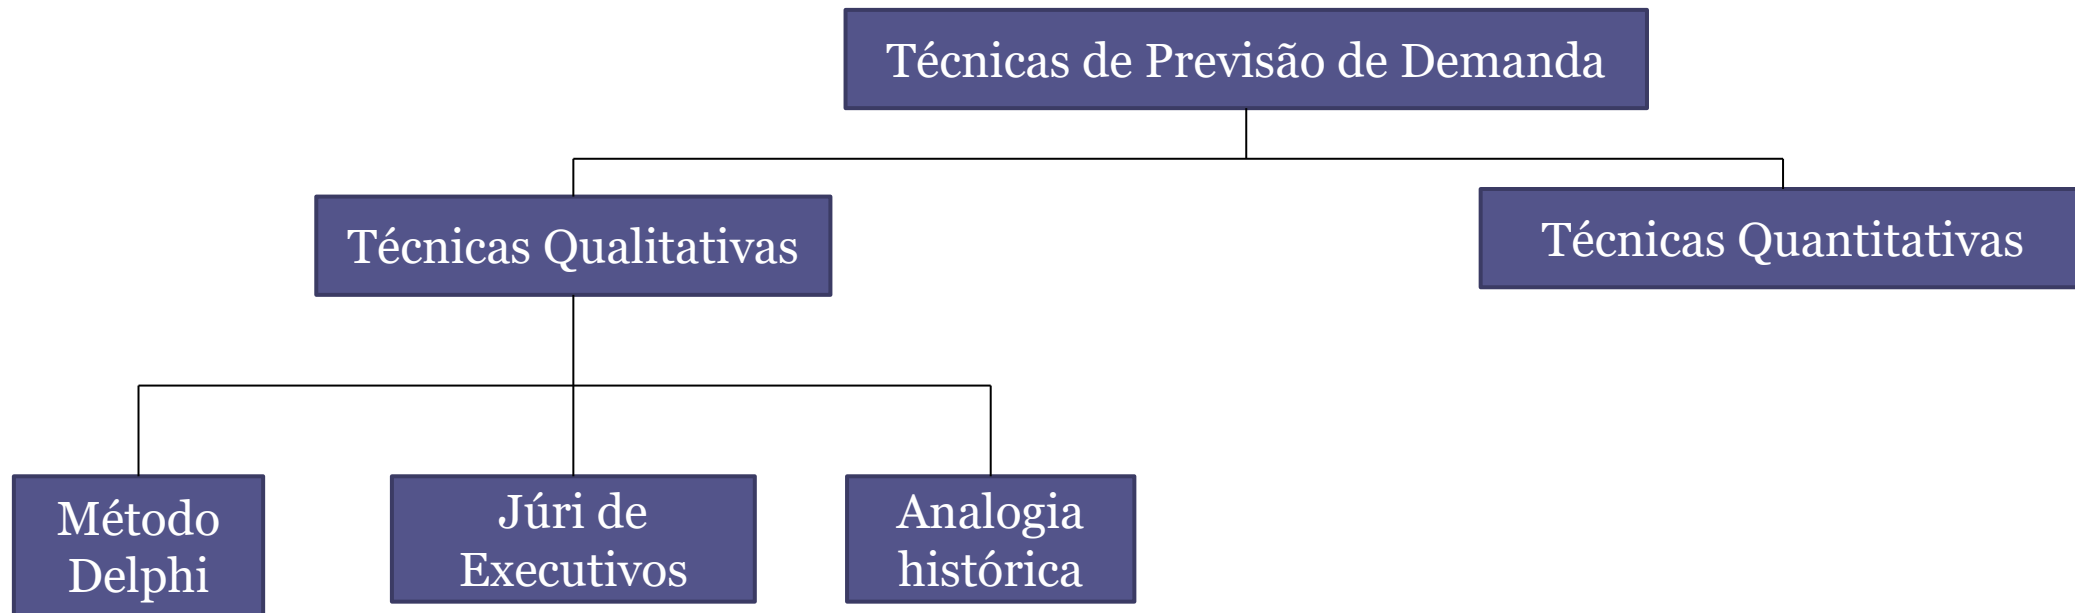 Técnicas de Previsão de Demanda
Técnicas Qualitativas
Técnicas Quantitativas
Método
Delphi
Júri de
Executivos
Analogia
histórica